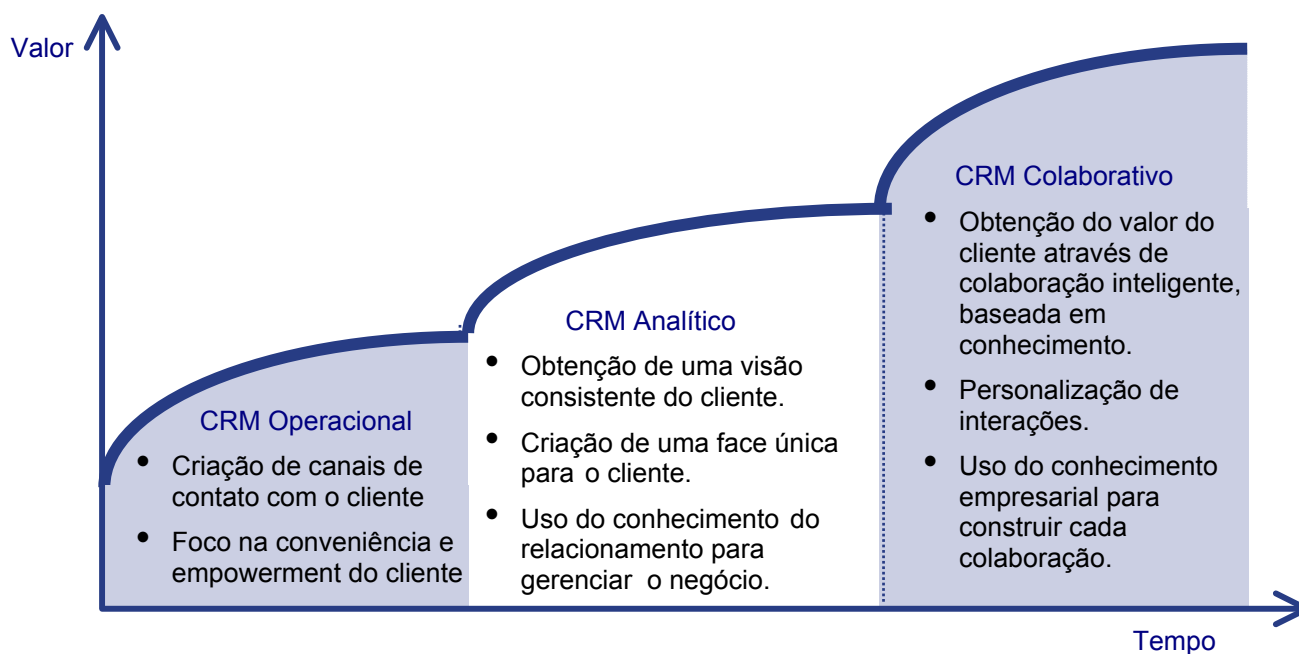 Valor
CRM Operacional
• Criação de canais de
contato com o cliente
• Foco na conveniência e
empowerment do cliente
CRM Analítico
• Obtenção de uma visão
consistente do cliente.
• Criação de uma face única
para o cliente.
• Uso do conhecimento do
relacionamento para
gerenciar o negócio.
CRM Colaborativo
• Obtenção do valor do
cliente através de
colaboração inteligente,
baseada em
conhecimento.
• Personalização de
interações.
• Uso do conhecimento
empresarial para
construir cada
colaboração.
Tempo